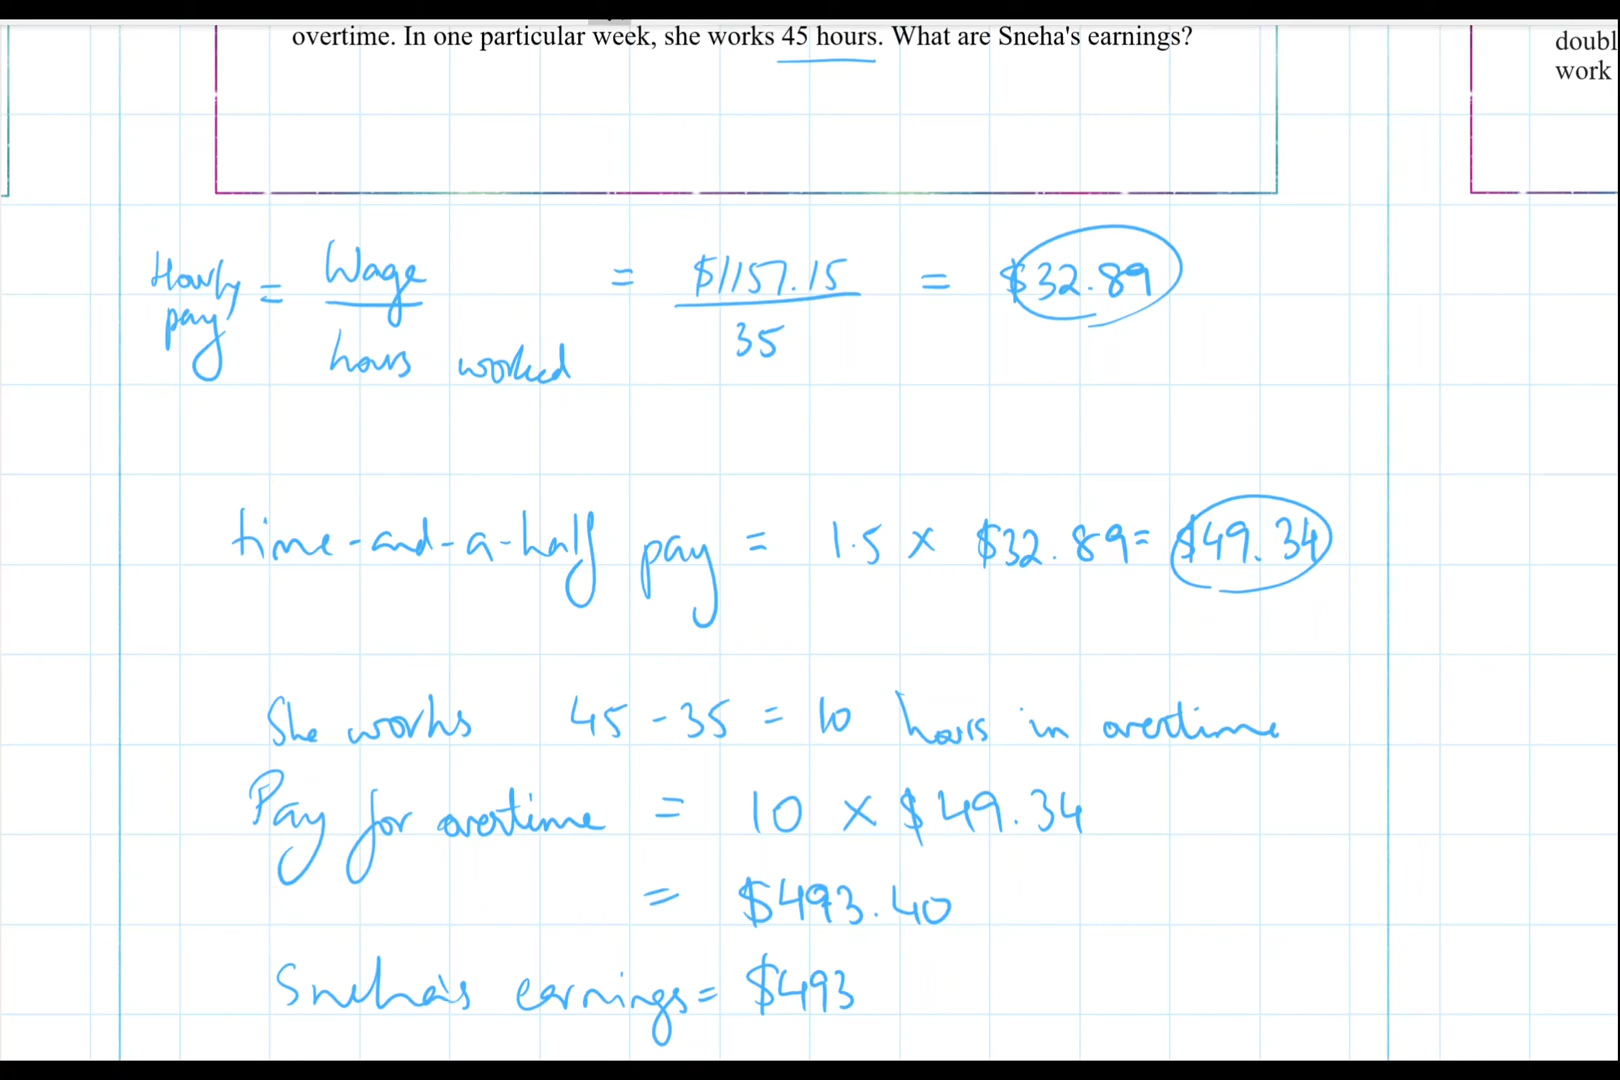 overtime. In one particular week, she works 45 hours. What are Sneha's earnings?
doubl
work
Hourly pay = Wage / hours worked = $1157.15 / 35 = $32.89
time-and-a-half pay = 1.5 × $32.89 = $49.34
She works 45 - 35 = 10 hours in overtime
Pay for overtime = 10 × $49.34
= $493.40
Sneha's earnings = $493